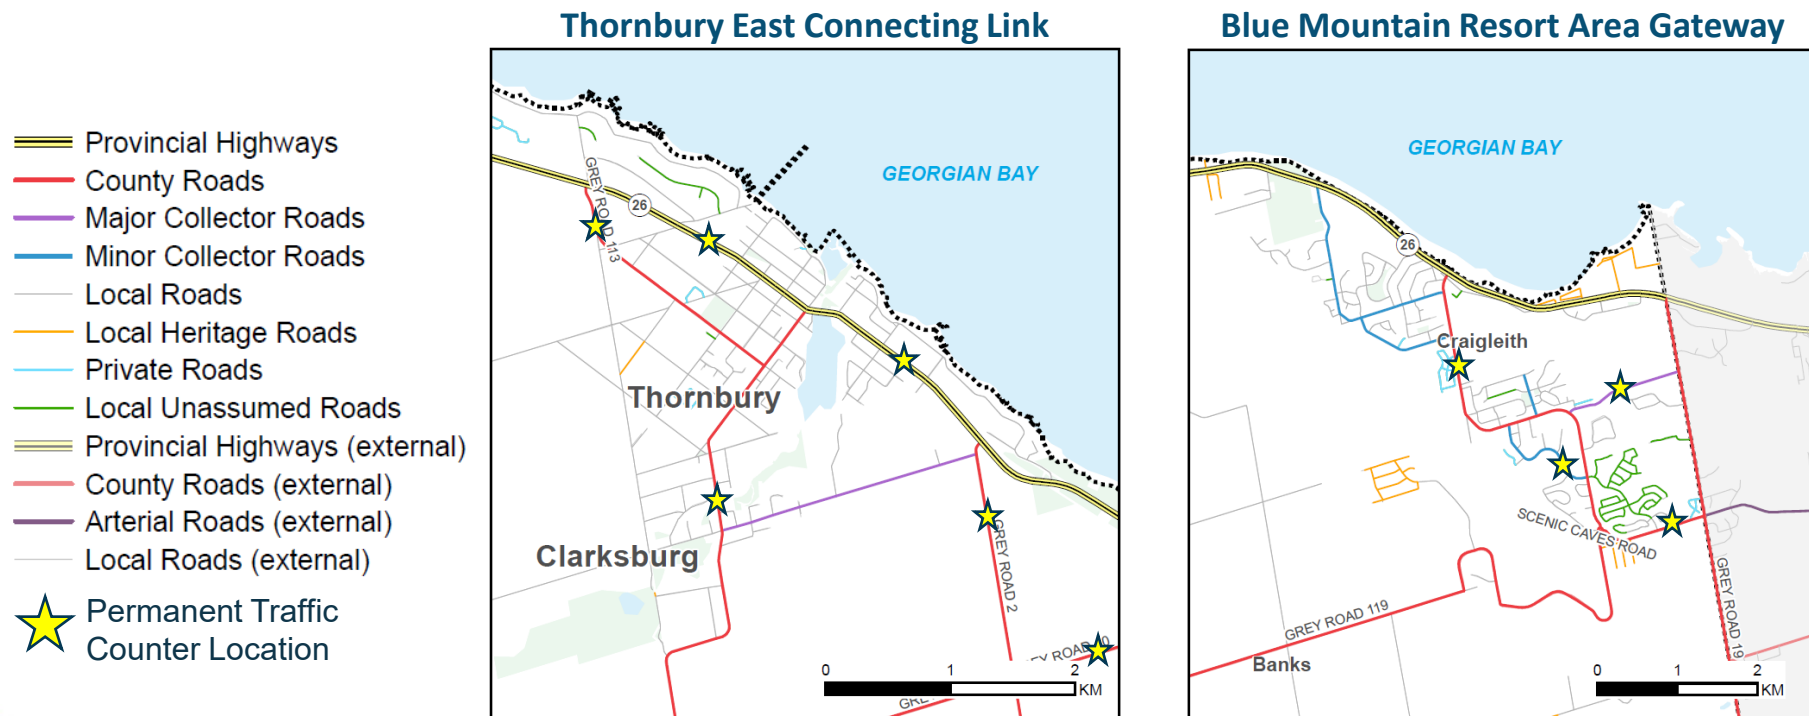 Thornbury East Connecting Link
Blue Mountain Resort Area Gateway
Provincial Highways
County Roads
Major Collector Roads
Minor Collector Roads
Local Roads
Local Heritage Roads
Private Roads
Local Unassumed Roads
Provincial Highways (external)
County Roads (external)
Arterial Roads (external)
Local Roads (external)
Permanent Traffic
Counter Location
GEORGIAN BAY
GREY ROAD 113
26
Thornbury
Clarksburg
GREY ROAD 2
0 1 2
KM
GEORGIAN BAY
26
Craigleith
SCENIC CAVES ROAD
GREY ROAD 119
GREY ROAD 19
Banks
0 1 2
KM